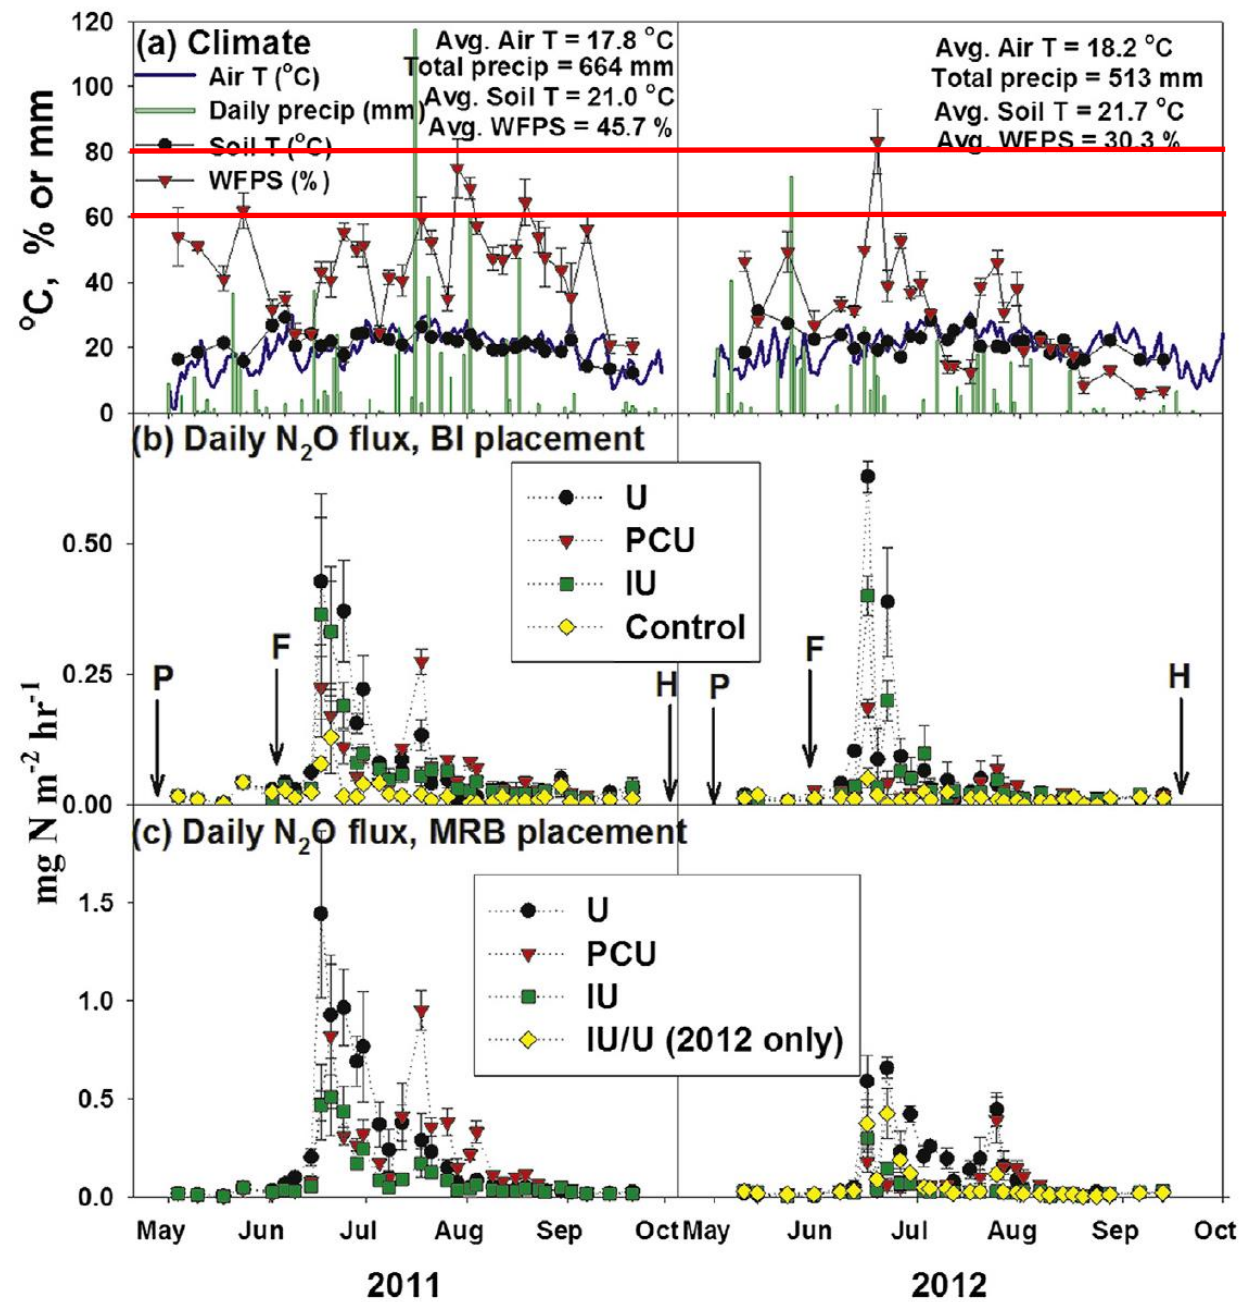 120
100
80
60
40
20
0
°C, % or mm
(a) Climate
Air T (°C)
Daily precip (mm)
Soil T (°C)
WFPS (%)
Avg. Air T = 17.8 °C
Total precip = 664 mm
Avg. Soil T = 21.0 °C
Avg. WFPS = 45.7 %
Avg. Air T = 18.2 °C
Total precip = 513 mm
Avg. Soil T = 21.7 °C
Avg. WFPS = 30.3 %
(b) Daily N₂O flux, BI placement
U
PCU
IU
Control
0.50
0.25
0.00
P
F
H
P
F
H
mg N m⁻² hr⁻¹
(c) Daily N₂O flux, MRB placement
U
PCU
IU
IU/U (2012 only)
1.5
1.0
0.5
0.0
May Jun Jul Aug Sep Oct May Jun Jul Aug Sep Oct
2011 2012